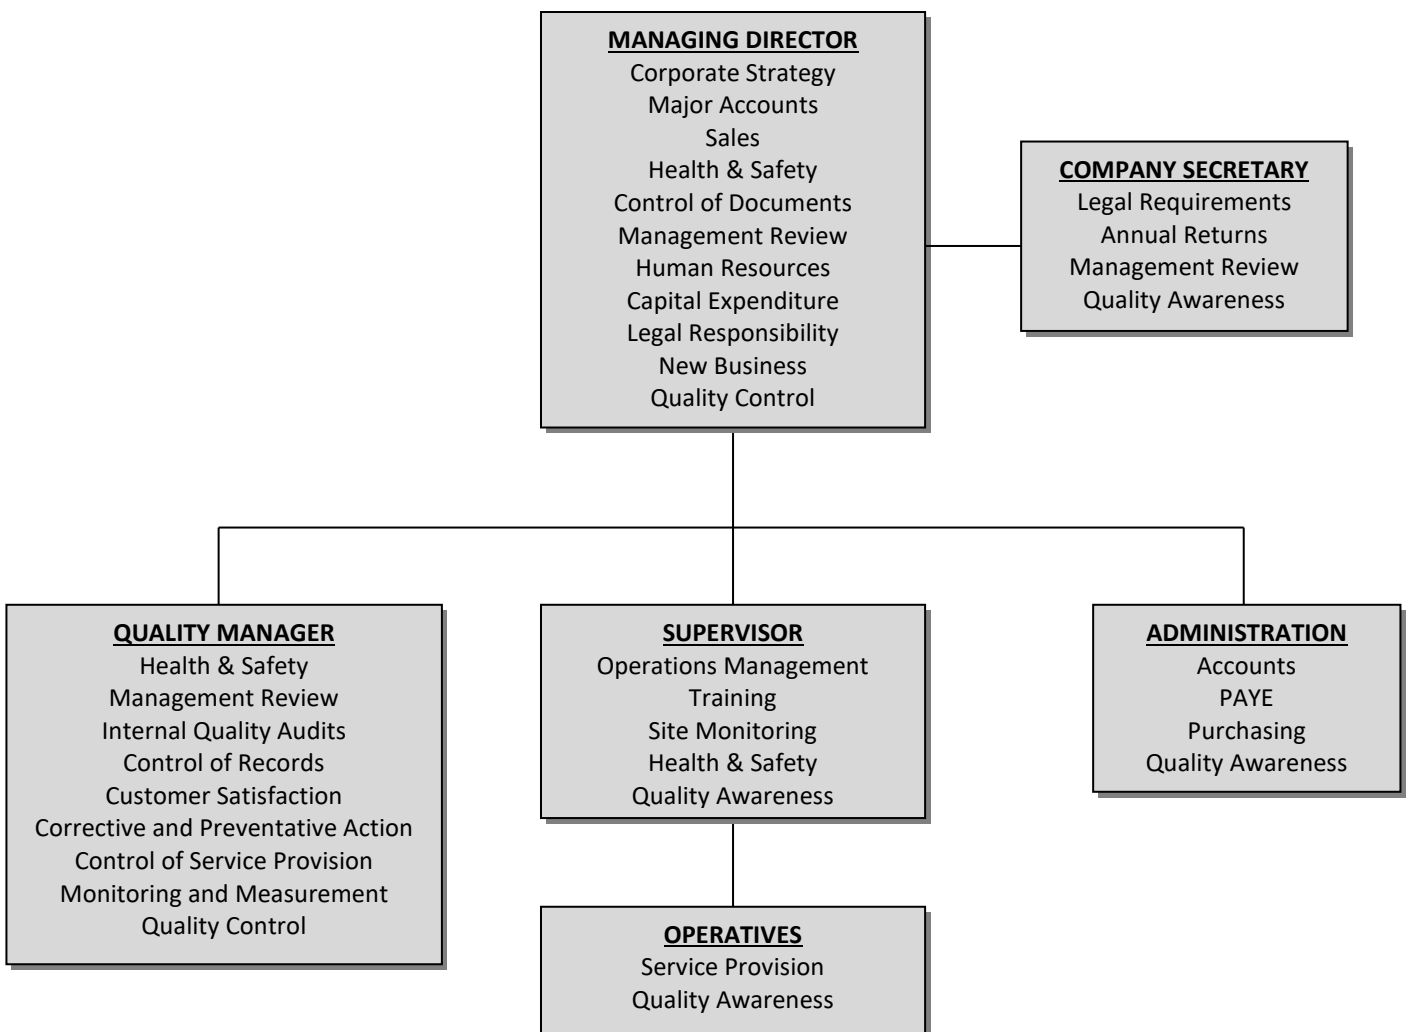 MANAGING DIRECTOR
Corporate Strategy
Major Accounts
Sales
Health & Safety
Control of Documents
Management Review
Human Resources
Capital Expenditure
Legal Responsibility
New Business
Quality Control
COMPANY SECRETARY
Legal Requirements
Annual Returns
Management Review
Quality Awareness
QUALITY MANAGER
Health & Safety
Management Review
Internal Quality Audits
Control of Records
Customer Satisfaction
Corrective and Preventative Action
Control of Service Provision
Monitoring and Measurement
Quality Control
SUPERVISOR
Operations Management
Training
Site Monitoring
Health & Safety
Quality Awareness
ADMINISTRATION
Accounts
PAYE
Purchasing
Quality Awareness
OPERATIVES
Service Provision
Quality Awareness